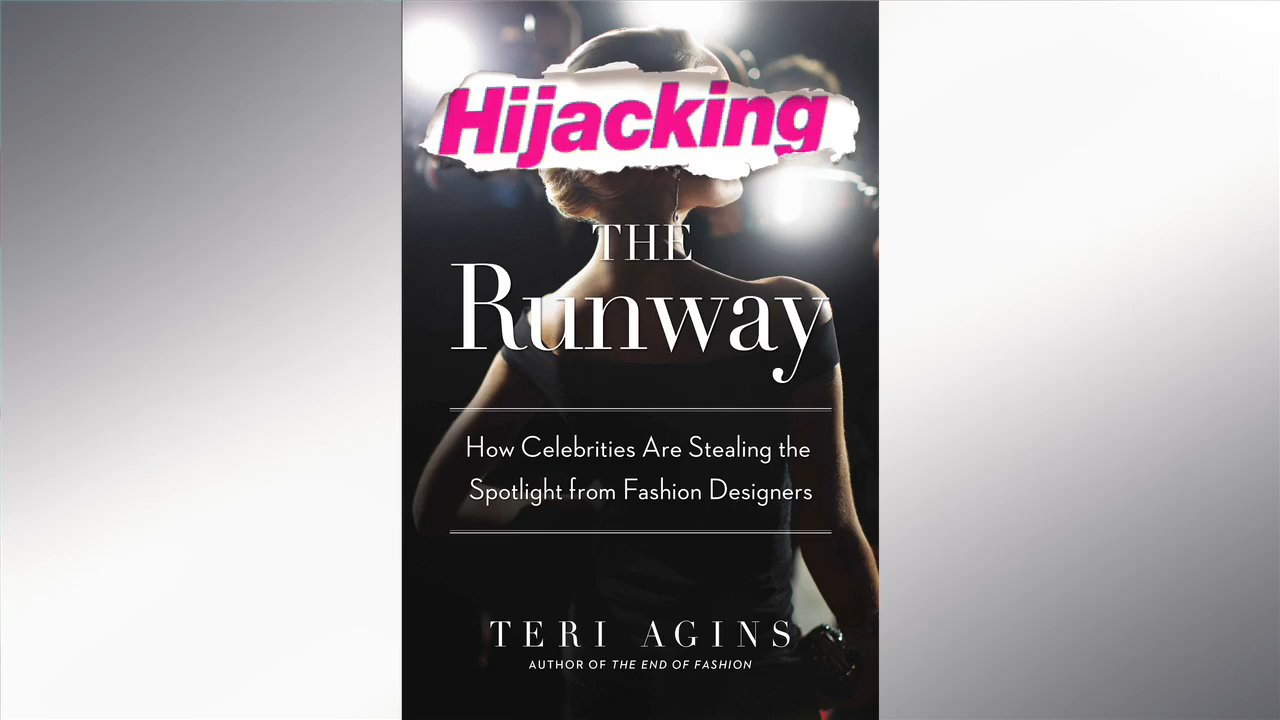 Hijacking
THE
Runway
How Celebrities Are Stealing the
Spotlight from Fashion Designers
TERI AGINS
AUTHOR OF THE END OF FASHION